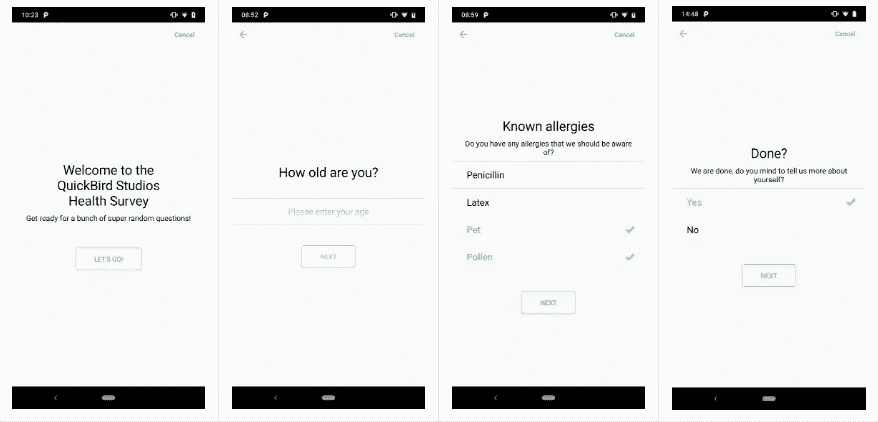 10:23
Cancel
Welcome to the
QuickBird Studios
Health Survey
Get ready for a bunch of super random questions!
LET'S GO!
08:52
Cancel
How old are you?
Please enter your age
NEXT
08:59
Cancel
Known allergies
Do you have any allergies that we should be aware
of?
Penicillin
Latex
Pet
Pollen
NEXT
14:48
Cancel
Done?
We are done, do you mind to tell us more about
yourself?
Yes
No
NEXT